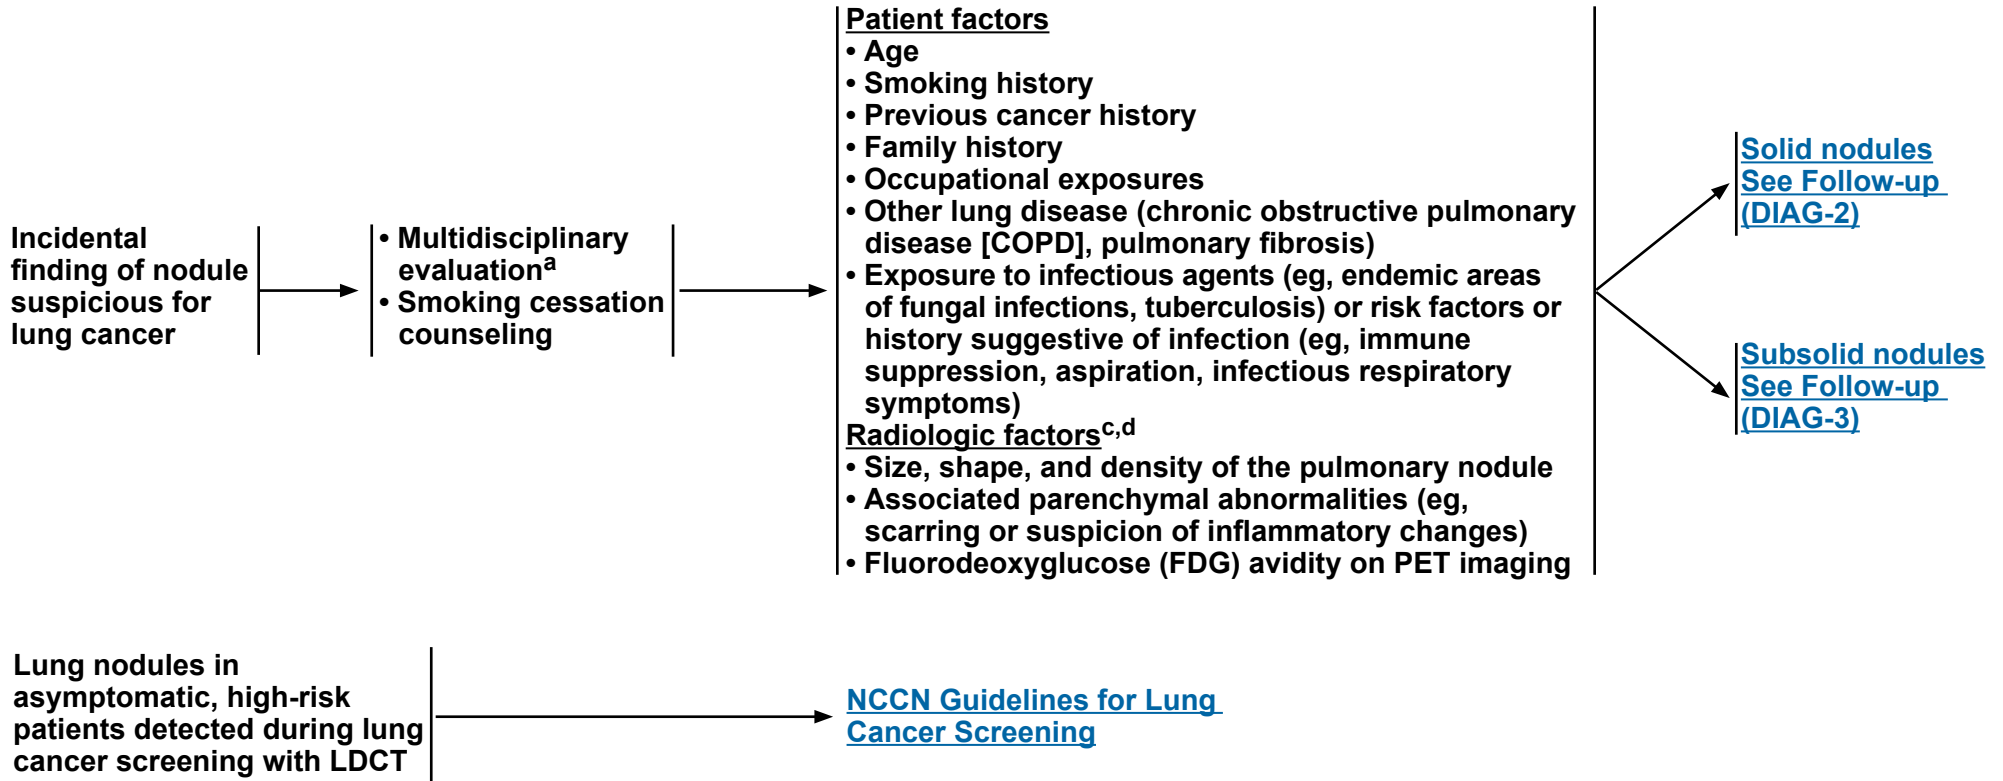 Incidental
finding of nodule
suspicious for
lung cancer
• Multidisciplinary
evaluationa
• Smoking cessation
counseling
Patient factors
• Age
• Smoking history
• Previous cancer history
• Family history
• Occupational exposures
• Other lung disease (chronic obstructive pulmonary
disease [COPD], pulmonary fibrosis)
• Exposure to infectious agents (eg, endemic areas
of fungal infections, tuberculosis) or risk factors or
history suggestive of infection (eg, immune
suppression, aspiration, infectious respiratory
symptoms)
Radiologic factorsc,d
• Size, shape, and density of the pulmonary nodule
• Associated parenchymal abnormalities (eg,
scarring or suspicion of inflammatory changes)
• Fluorodeoxyglucose (FDG) avidity on PET imaging
Solid nodules
See Follow-up
(DIAG-2)
Subsolid nodules
See Follow-up
(DIAG-3)
Lung nodules in
asymptomatic, high-risk
patients detected during lung
cancer screening with LDCT
NCCN Guidelines for Lung
Cancer Screening